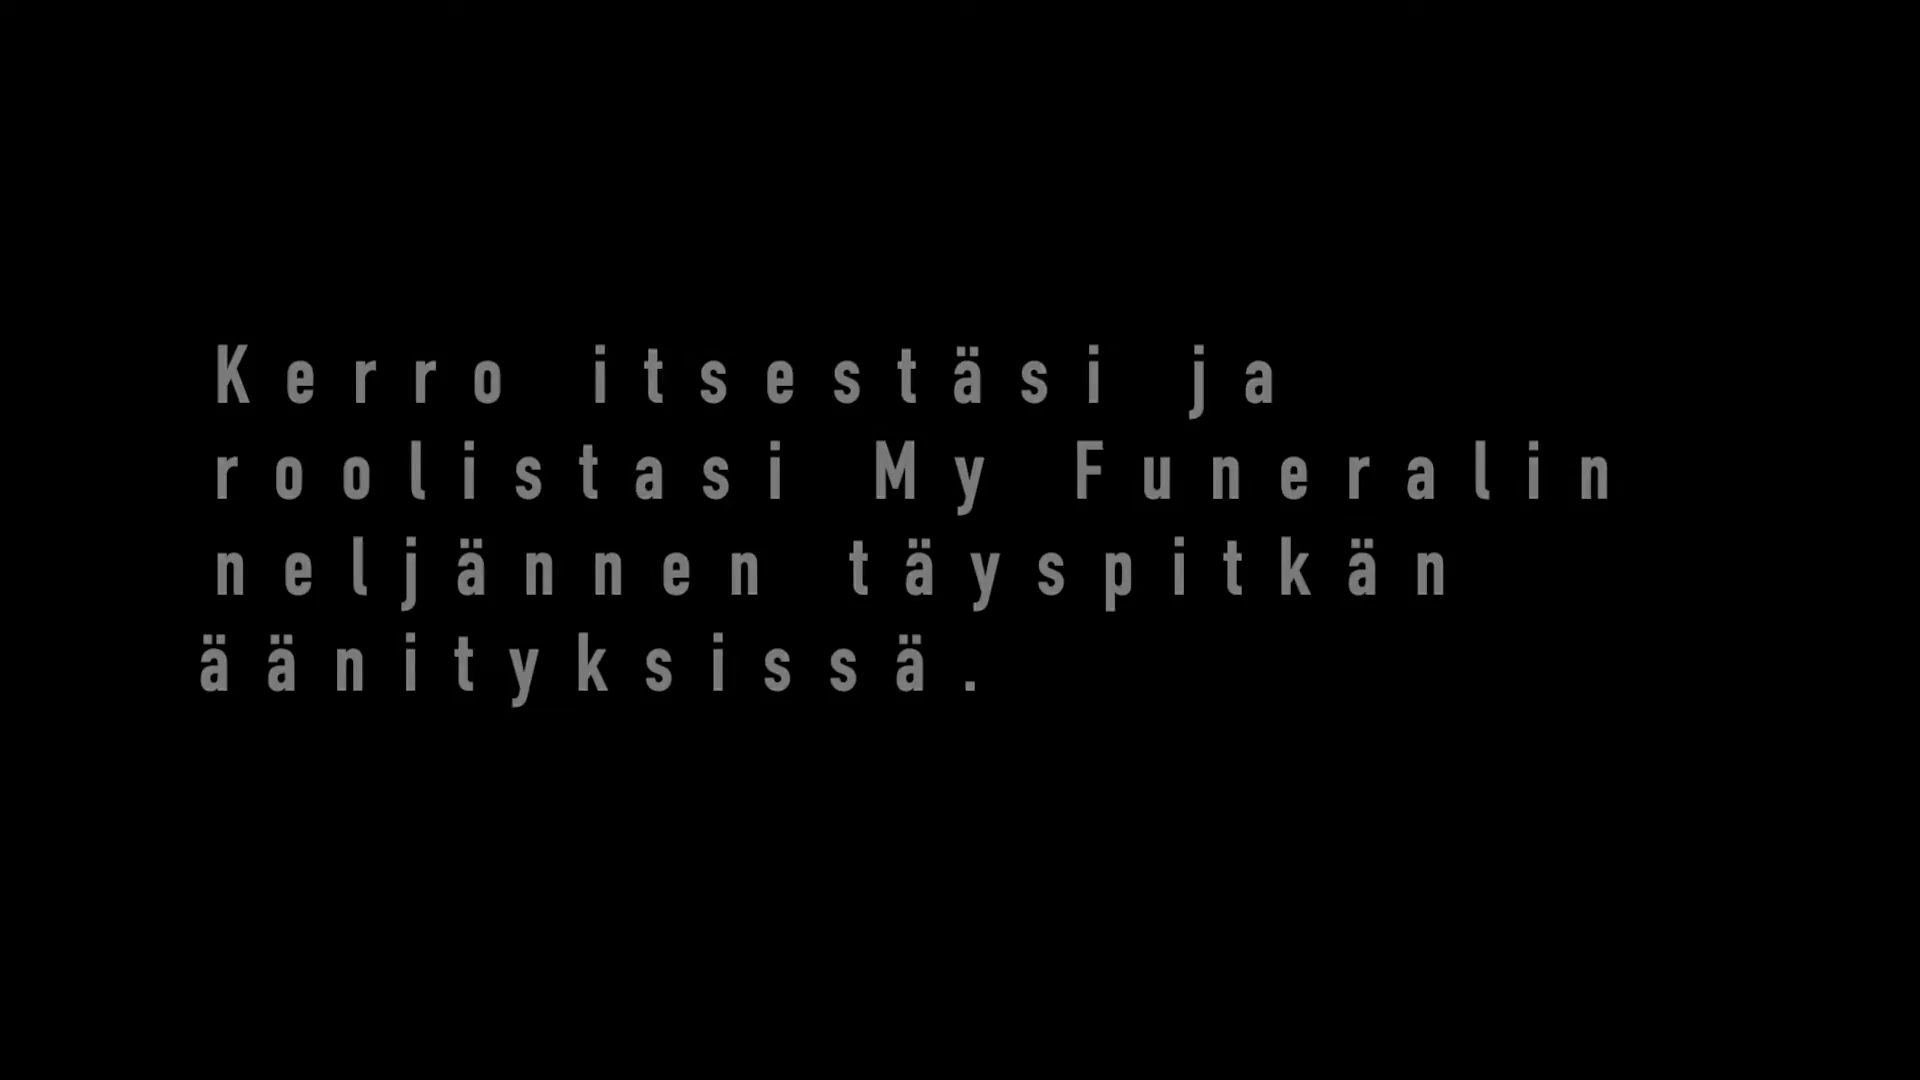 Kerro itsestäsi ja
roolistasi My Funeralin
neljännen täyspitkän
äänityksissä.